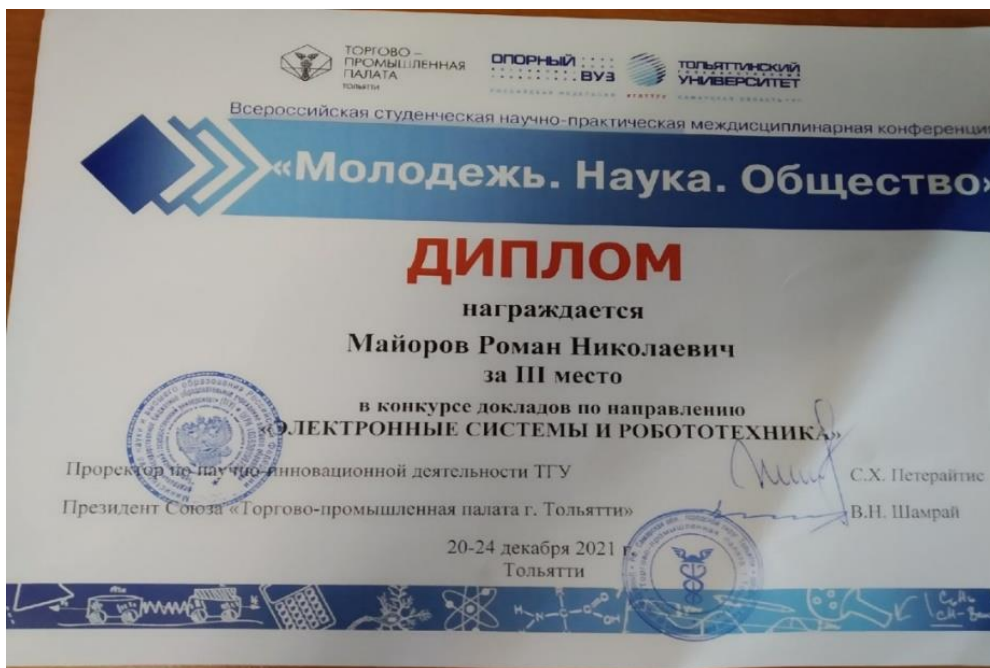 ТОРГОВО –
ПРОМЫШЛЕННАЯ
ПАЛАТА
ТОЛЬЯТТИ
ОПОРНЫЙ
ВУЗ
ТОЛЬЯТТИНСКИЙ
УНИВЕРСИТЕТ
Всероссийская студенческая научно-практическая междисциплинарная конференци
«Молодежь. Наука. Общество»
ДИПЛОМ
награждается
Майоров Роман Николаевич
за III место
в конкурсе докладов по направлению
«ЭЛЕКТРОННЫЕ СИСТЕМЫ И РОБОТОТЕХНИКА»
Проректор по научно-инновационной деятельности ТГУ
С.Х. Петерайтис
Президент Союза «Торгово-промышленная палата г. Тольятти»
В.Н. Шамрай
20-24 декабря 2021 г.
Тольятти